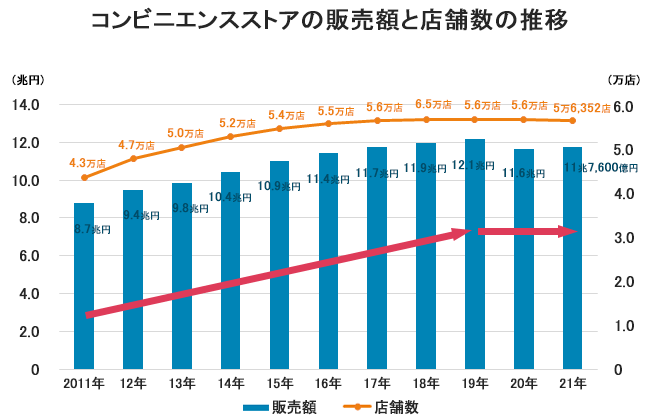 コンビニエンスストアの販売額と店舗数の推移
（兆円）
（万店）
14.0
12.0
10.0
8.0
6.0
4.0
2.0
0
6.0
5.0
4.0
3.0
2.0
1.0
0
4.3万店
4.7万店
5.0万店
5.2万店
5.4万店
5.5万店
5.6万店
6.5万店
5.6万店
5.6万店
5万6,352店
8.7兆円
9.4兆円
9.8兆円
10.4兆円
10.9兆円
11.4兆円
11.7兆円
11.9兆円
12.1兆円
11.6兆円
11兆7,600億円
2011年
12年
13年
14年
15年
16年
17年
18年
19年
20年
21年
販売額
店舗数